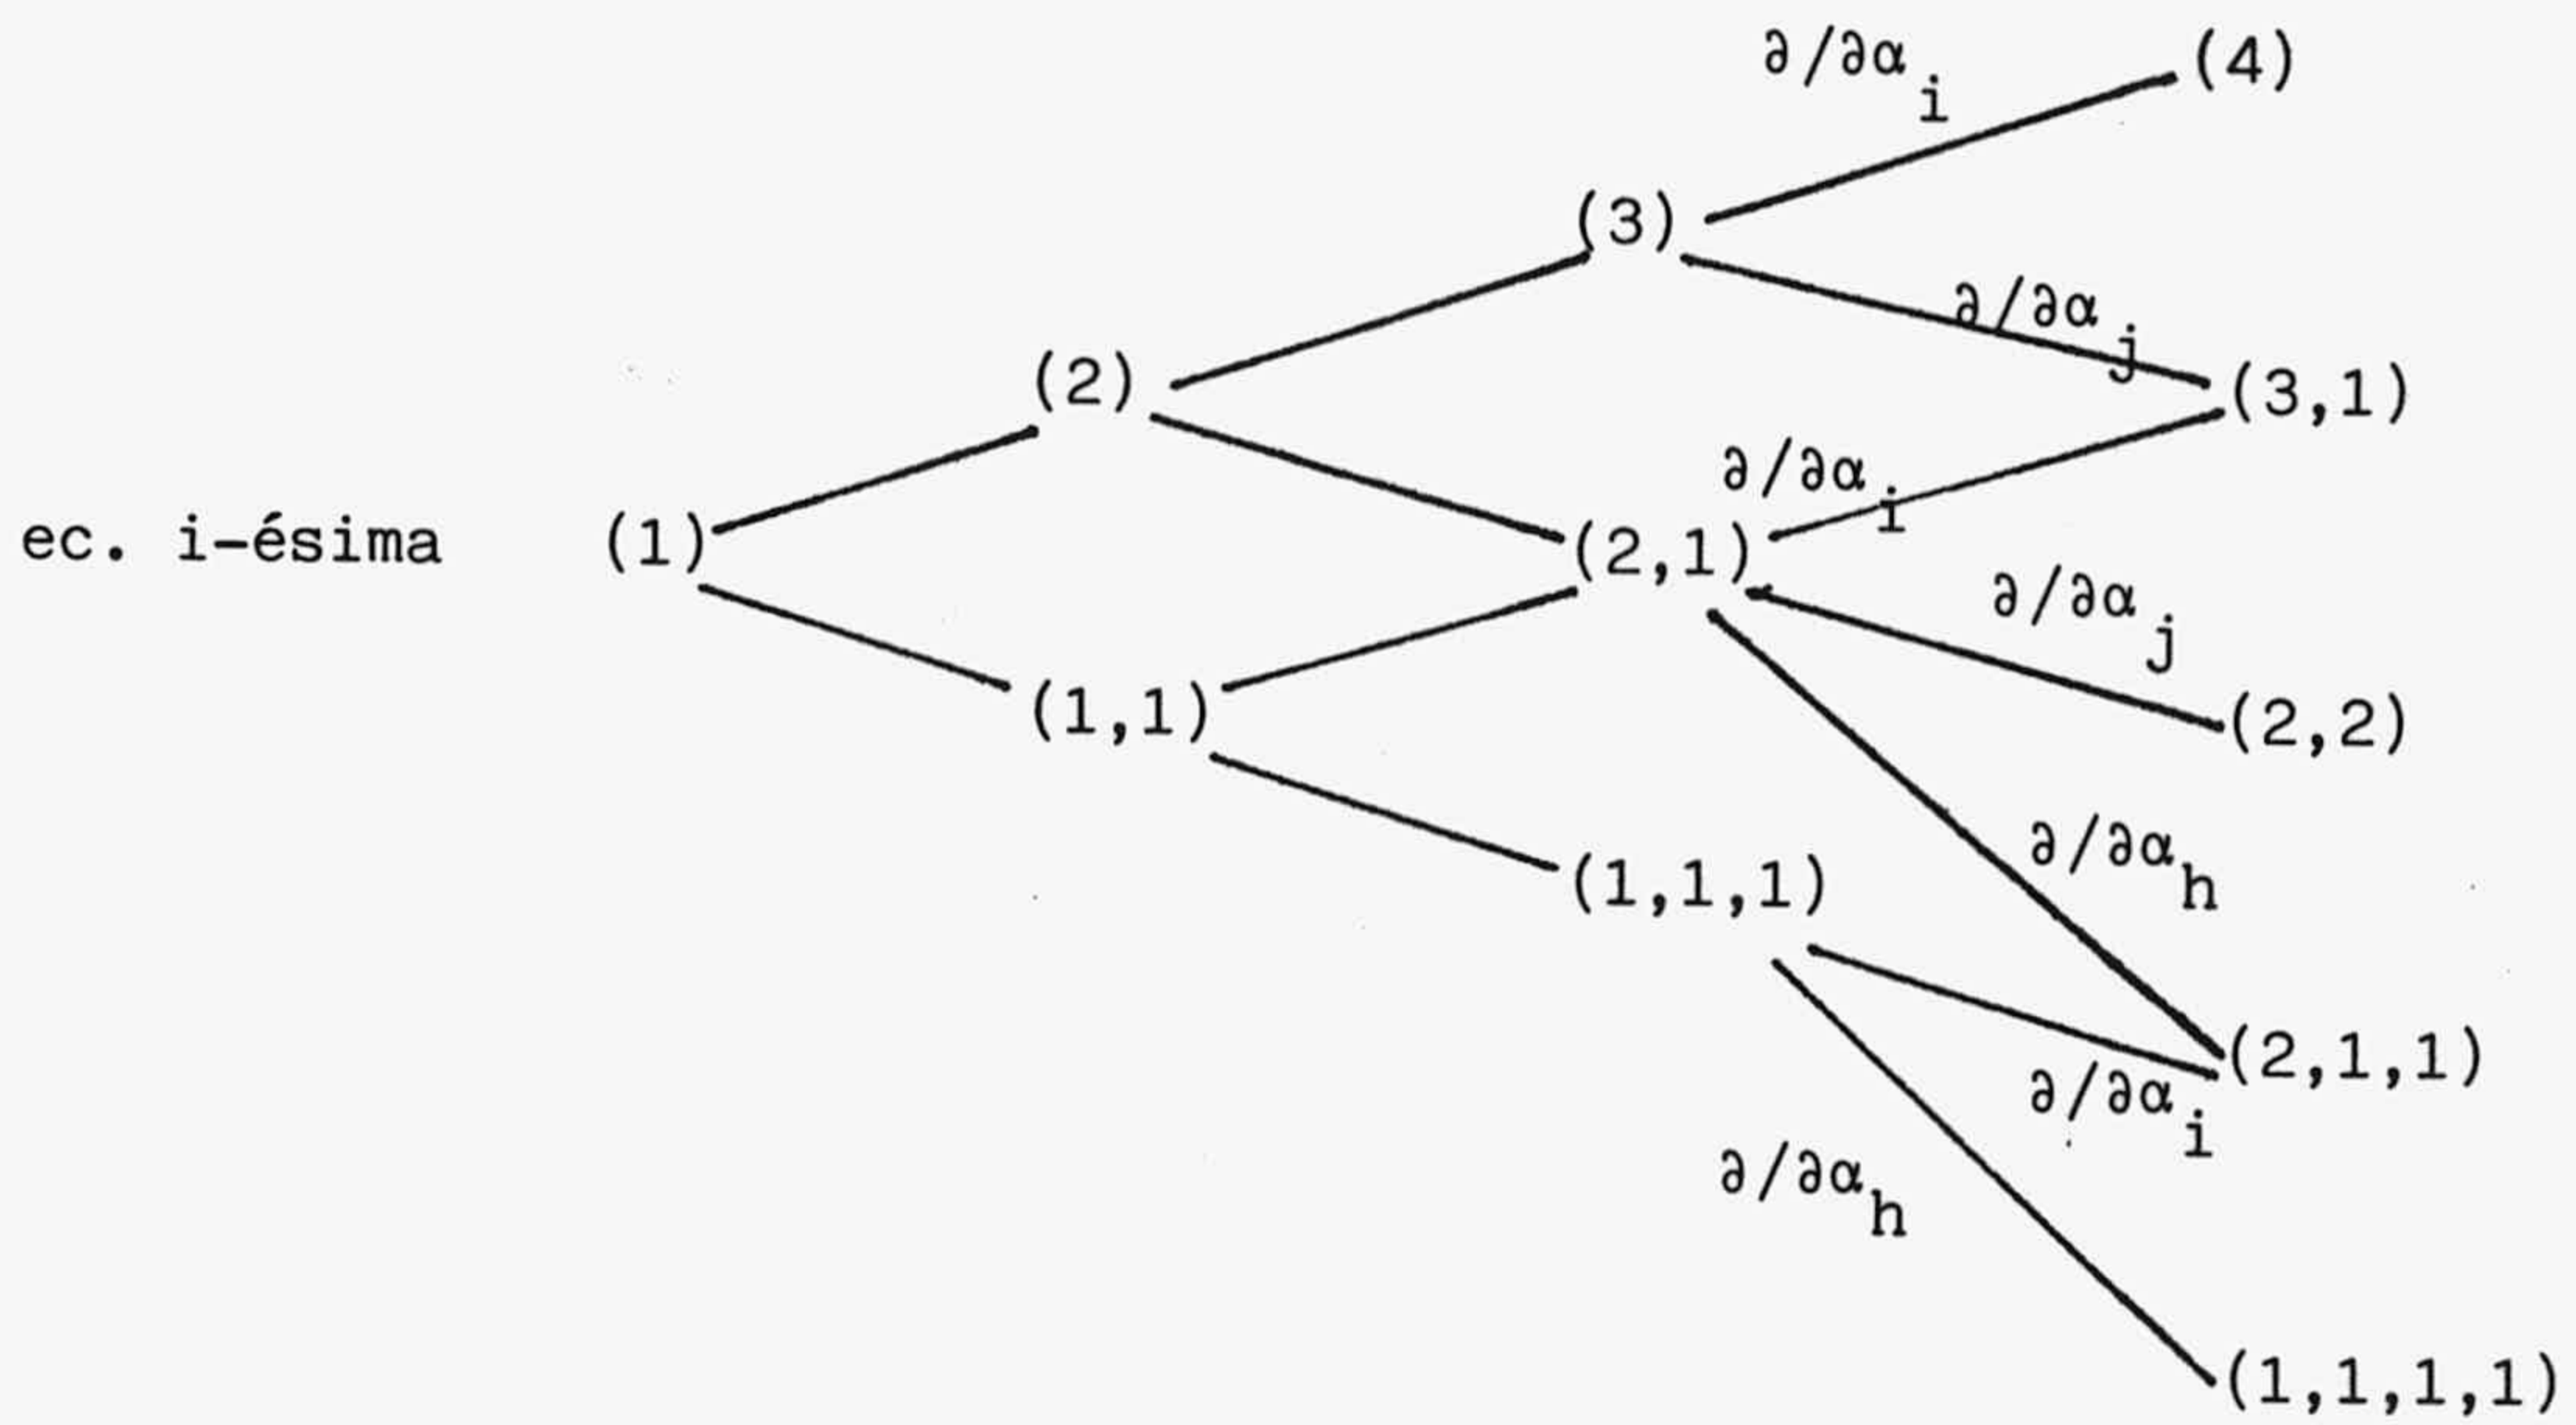 ∂/∂α i (4)
(3)
∂/∂α j
(2) (3,1)
∂/∂α i
ec. i-ésima (1) (2,1)
∂/∂α j
(1,1) (2,2)
∂/∂α h
(1,1,1)
(2,1,1)
∂/∂α i
∂/∂α h
(1,1,1,1)